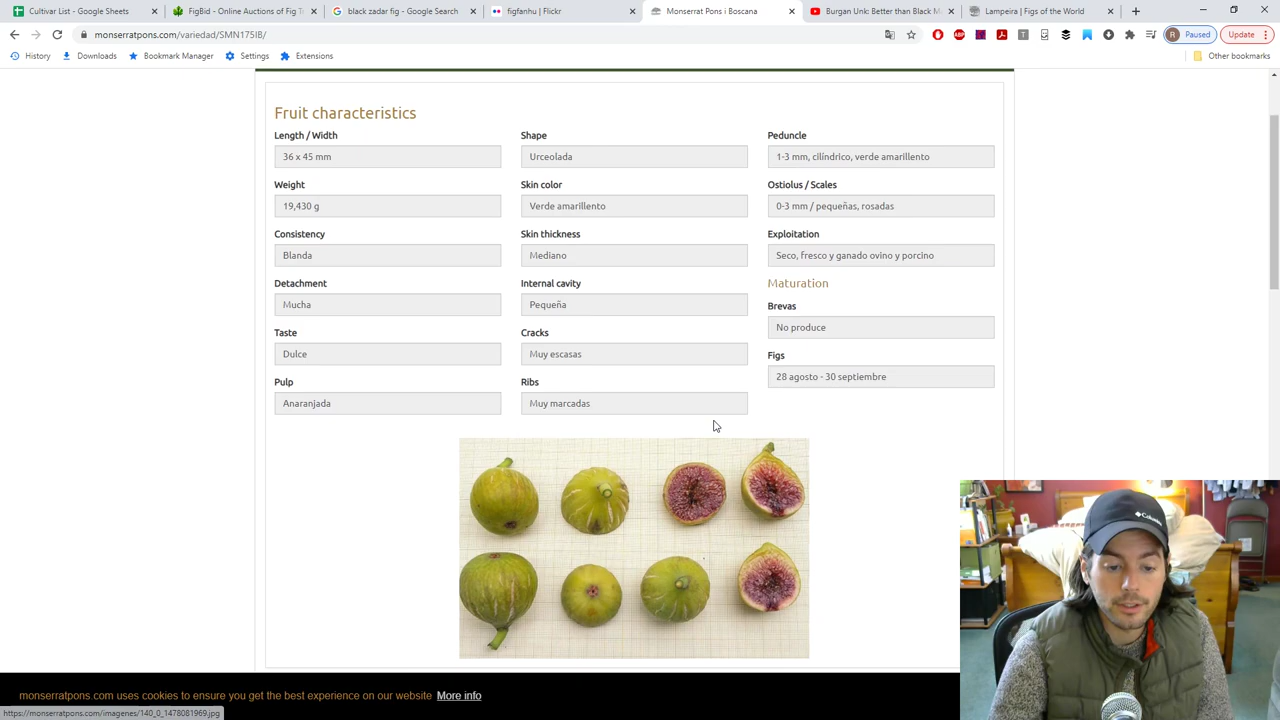 Cultivar List - Google Sheets
FigBid - Online Auctions of Fig T
black zadar fig - Google Search
figfanhu | Flickr
Monserrat Pons i Boscana
Burgan Unk: Better than Black M
Lampeira | Figs of the World
monserratpons.com/variedad/SMN175IB/
ABP
R Paused
Update
History
Downloads
Bookmark Manager
Settings
Extensions
Other bookmarks
Fruit characteristics
Length / Width
Shape
Peduncle
36 x 45 mm
Urceolada
1-3 mm, cilíndrico, verde amarillento
Weight
Skin color
Ostiolus / Scales
19,430 g
Verde amarillento
0-3 mm / pequeñas, rosadas
Consistency
Skin thickness
Exploitation
Blanda
Mediano
Seco, fresco y ganado ovino y porcino
Detachment
Internal cavity
Maturation
Mucha
Pequeña
Brevas
Taste
Cracks
No produce
Dulce
Muy escasas
Figs
Pulp
Ribs
28 agosto - 30 septiembre
Anaranjada
Muy marcadas
Columbia
monserratpons.com uses cookies to ensure you get the best experience on our website More info
https://monserratpons.com/imagenes/140_0_1478081969.jpg